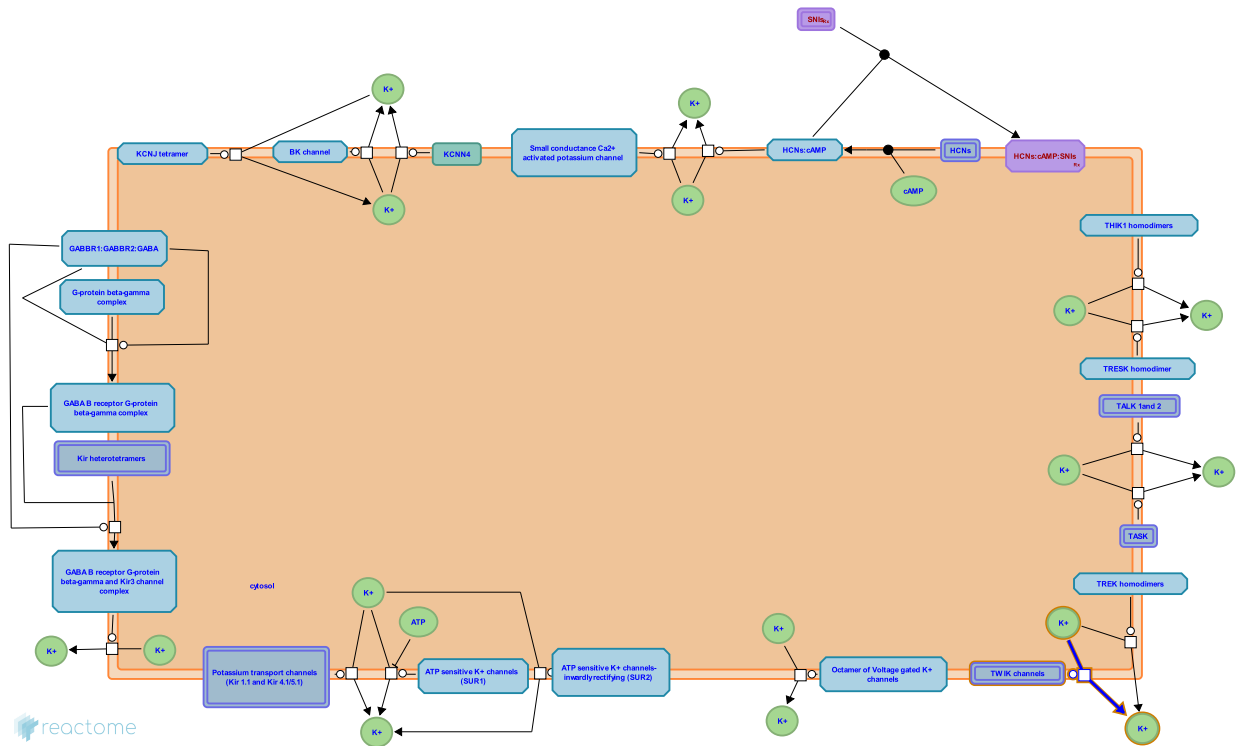 SNIs
Rx
K+
K+
KCNJ tetramer
BK channel
KCNN4
Small conductance Ca2+
activated potassium channel
HCNs:cAMP
HCNs
HCNs:cAMP:SNIs
Rx
cAMP
K+
K+
THIK1 homodimers
GABBR1:GABBR2:GABA
G-protein beta-gamma
complex
K+
K+
TRESK homodimer
GABA B receptor G-protein
beta-gamma complex
TALK 1and 2
Kir heterotetramers
K+
K+
TASK
GABA B receptor G-protein
beta-gamma and Kir3 channel
complex
cytosol
TREK homodimers
K+
ATP
K+
K+
K+
K+
Potassium transport channels
(Kir 1.1 and Kir 4.1/5.1)
ATP sensitive K+ channels
(SUR1)
ATP sensitive K+ channels-
inwardly rectifying (SUR2)
Octamer of Voltage gated K+
channels
TWIK channels
K+
K+
K+
reactome